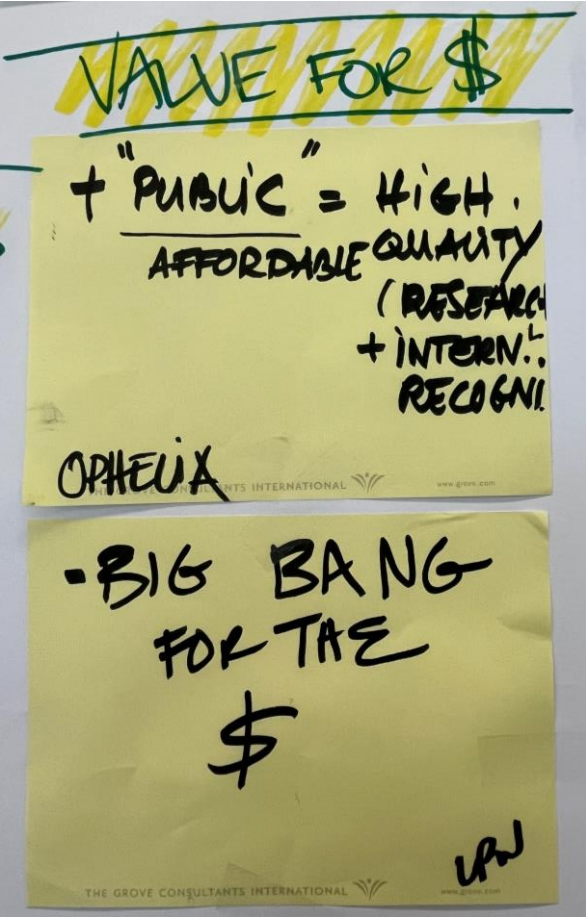 VALUE FOR $
+ "PUBLIC" = HIGH.
AFFORDABLE QUALITY
(RESEARCH
+ INTERN'L.
RECOGNI
OPHELIA
THE GROVE CONSULTANTS INTERNATIONAL www.grove.com
-BIG BANG
FOR THE
$
THE GROVE CONSULTANTS INTERNATIONAL www.grove.com